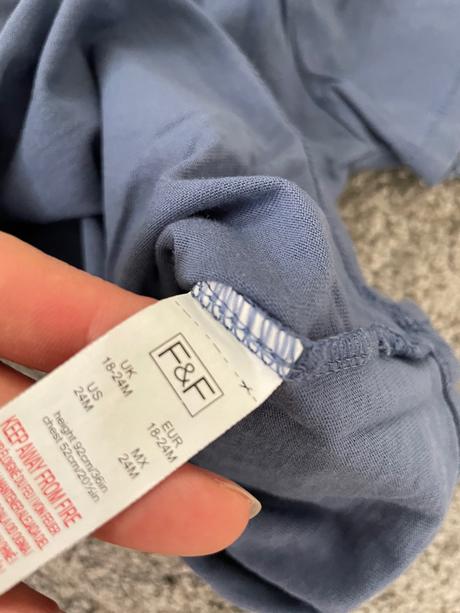 F&F
UK
18-24M
EUR
18-24M
US
24M
MX
24M
height 92cm/36in
chest 52cm/20½in
KEEP AWAY FROM FIRE